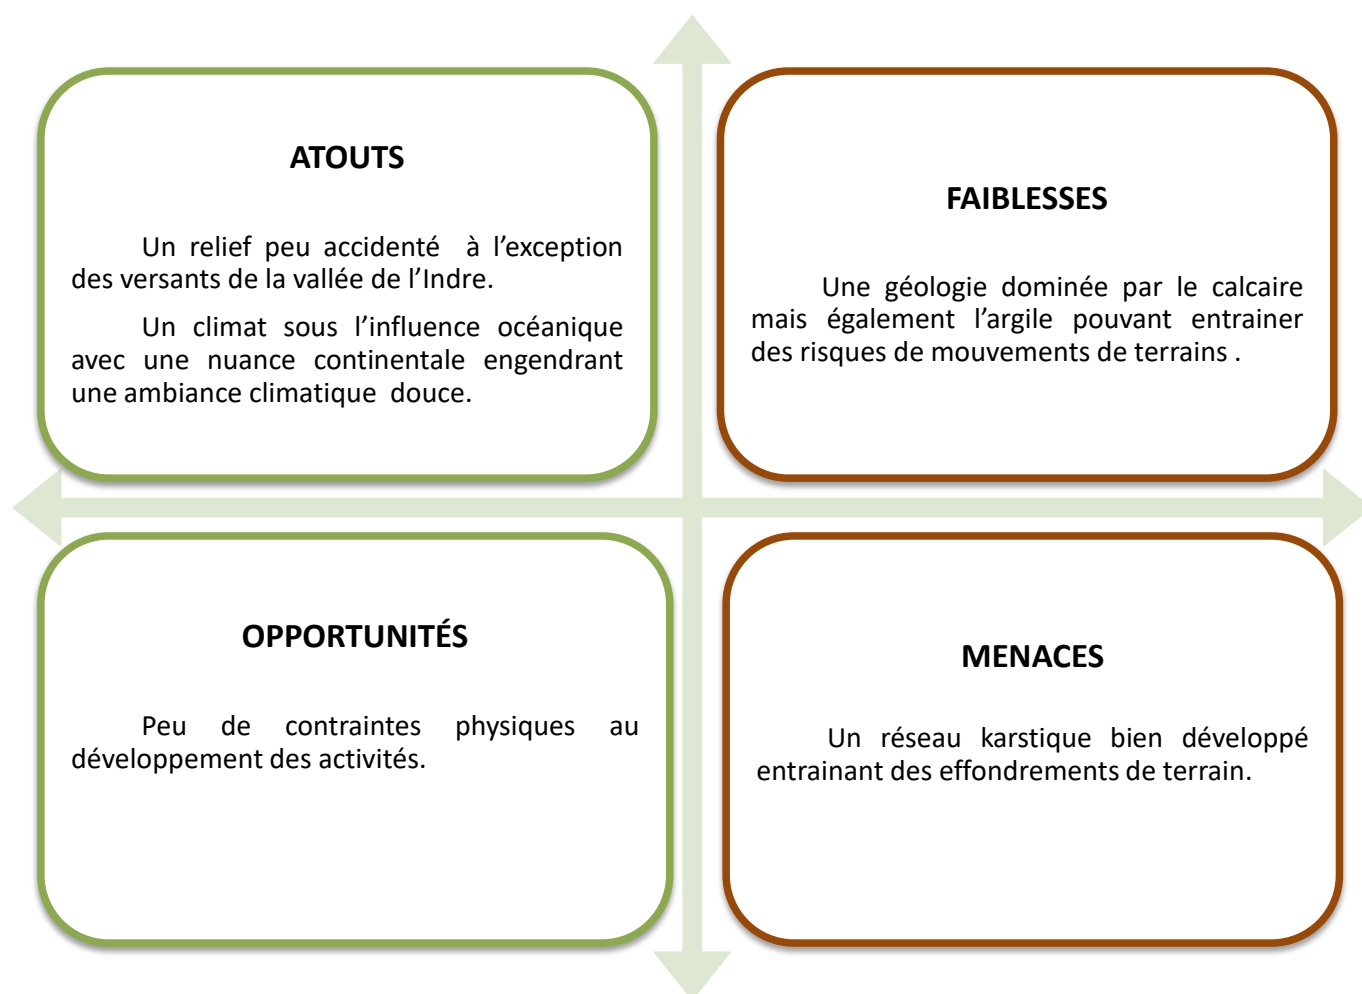 ATOUTS
Un relief peu accidenté à l’exception
des versants de la vallée de l’Indre.
Un climat sous l’influence océanique
avec une nuance continentale engendrant
une ambiance climatique douce.
FAIBLESSES
Une géologie dominée par le calcaire
mais également l’argile pouvant entrainer
des risques de mouvements de terrains .
OPPORTUNITÉS
Peu de contraintes physiques au
développement des activités.
MENACES
Un réseau karstique bien développé
entrainant des effondrements de terrain.